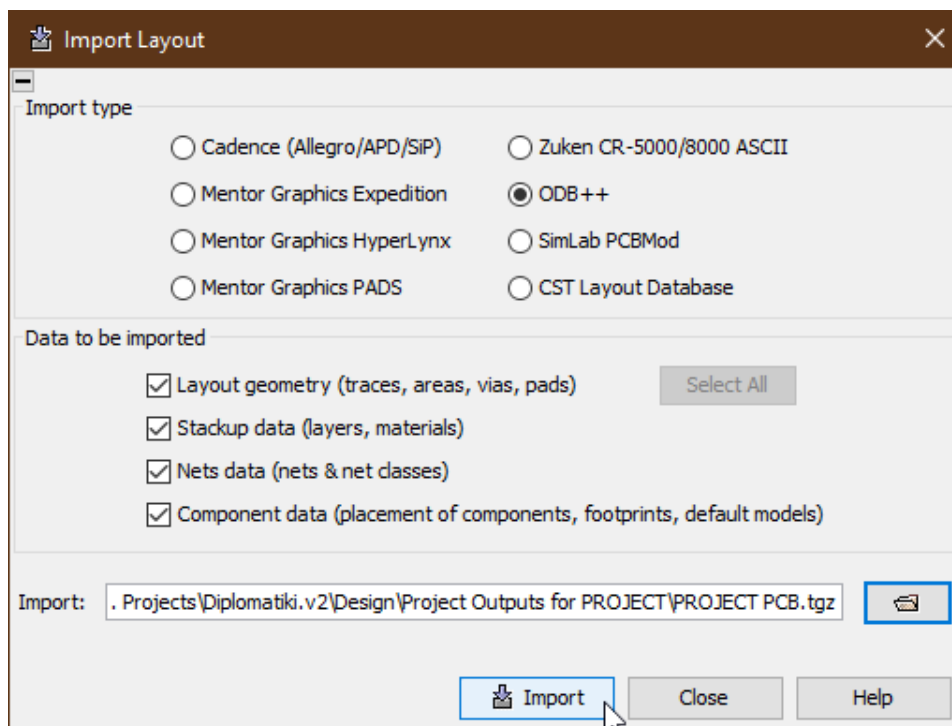 Import Layout
Import type
Cadence (Allegro/APD/SiP)
Zuken CR-5000/8000 ASCII
Mentor Graphics Expedition
ODB++
Mentor Graphics HyperLynx
SimLab PCBMod
Mentor Graphics PADS
CST Layout Database
Data to be imported
Layout geometry (traces, areas, vias, pads)
Select All
Stackup data (layers, materials)
Nets data (nets & net classes)
Component data (placement of components, footprints, default models)
Import: . Projects\Diplomatiki.v2\Design\Project Outputs for PROJECT\PROJECT PCB.tgz
Import Close Help